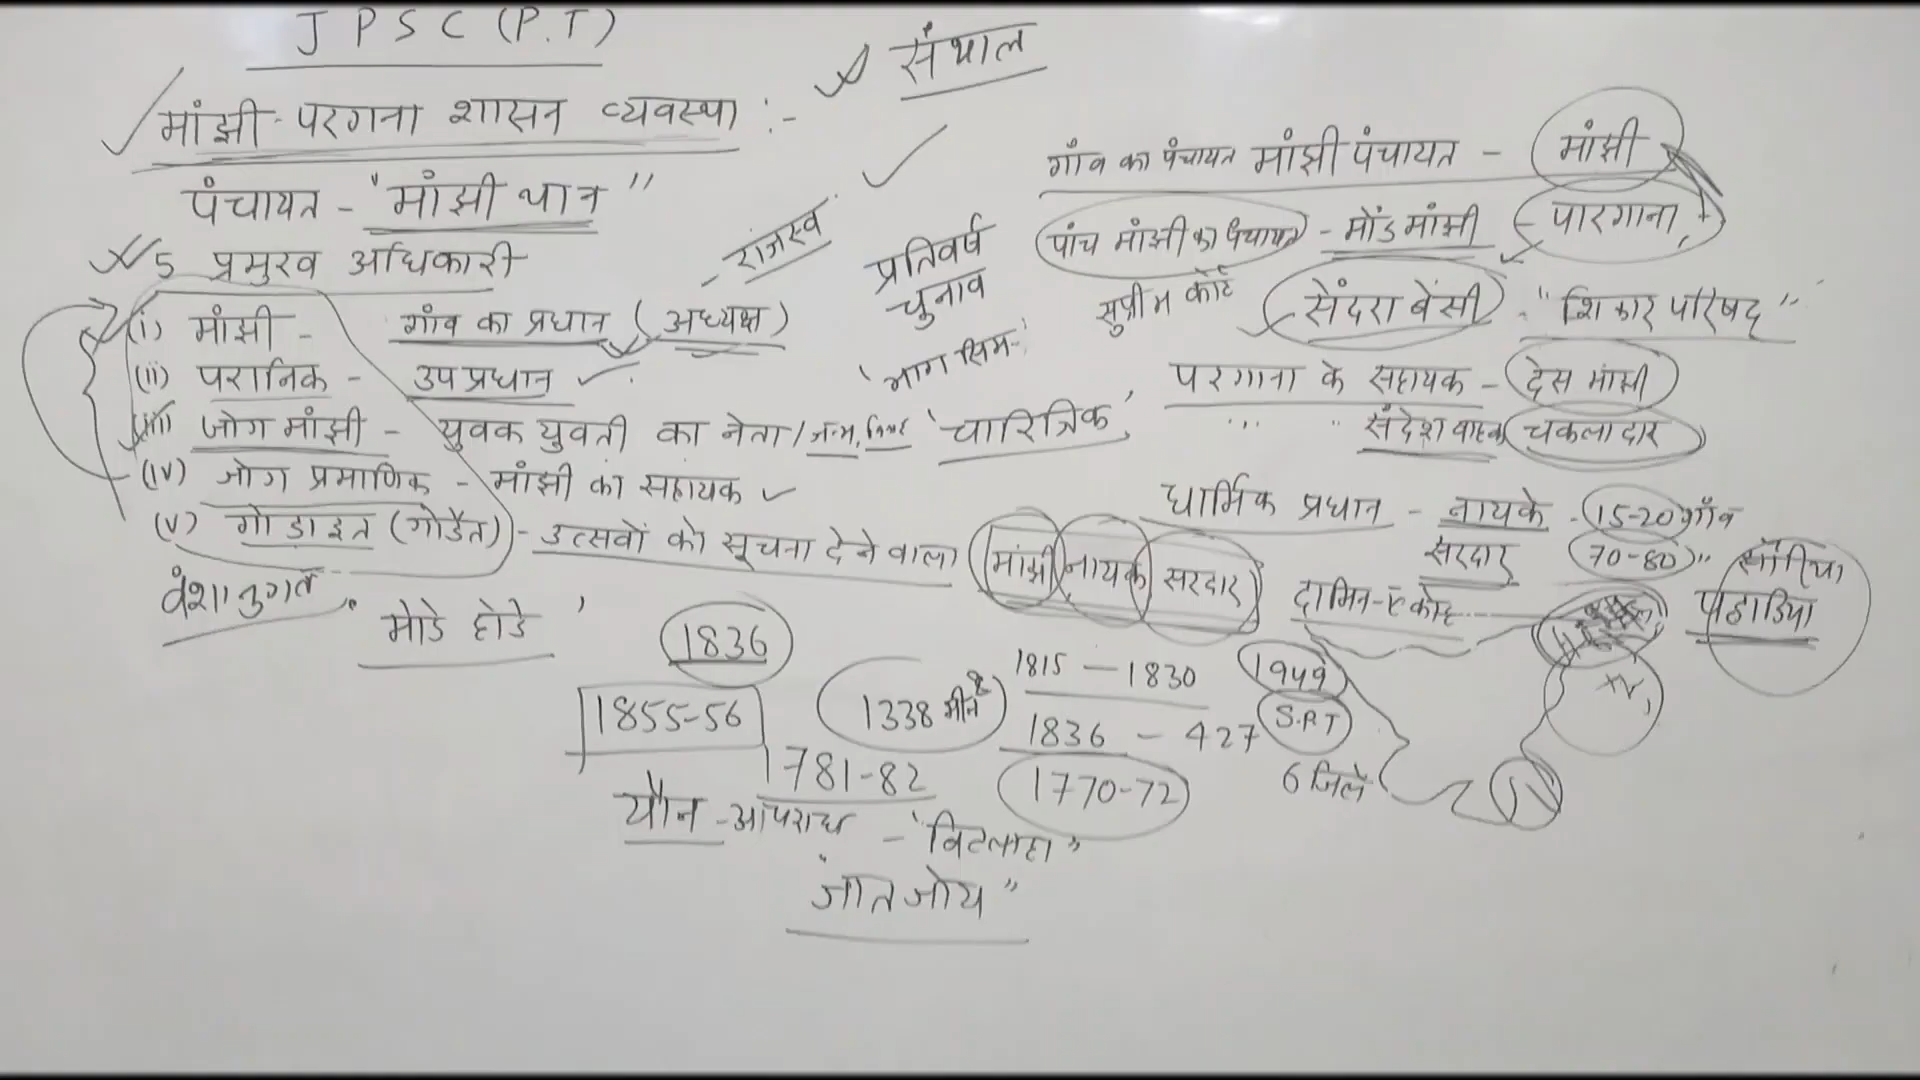 J P S C (P.T)
संथाल
मांझी-परगना शासन व्यवस्था :-
पंचायत - "मांझी थान"
5 प्रमुख अधिकारी
(i) मांझी - गाँव का प्रधान (अध्यक्ष)
(ii) परानिक - उपप्रधान
(iii) जोग मांझी - युवक युवती का नेता / जन्म, विवाह 'चारित्रिक'
(iv) जोग प्रमाणिक - मांझी का सहायक
(v) गोडाइत (गोडैत) - उत्सवों को सूचना देने वाला
वंशानुगत
- राजस्व
प्रतिवर्ष
चुनाव
गाँव का पंचायत मांझी पंचायत - मांझी
पांच मांझी का पंचायत - मोंड मांझी - पारगाना
सुप्रीम कोर्ट सेंदरा बेसी - "शिकार परिषद"
परगाना के सहायक - देस मांझी
... " संदेश वाहक चकलादार
धार्मिक प्रधान - नायके - 15-20 गाँव
सरदार 70-80 "
मांझी नायक सरदार
दामिन-ए-कोह
पहाडिया
मोडे होडे
1836
1855-56
1338 मीन
1815 - 1830
1949
1836 - 427
S.P.T
1781-82
1770-72
6 जिले
यौन - अपराध - "बिटलाहा"
"जात जोय"